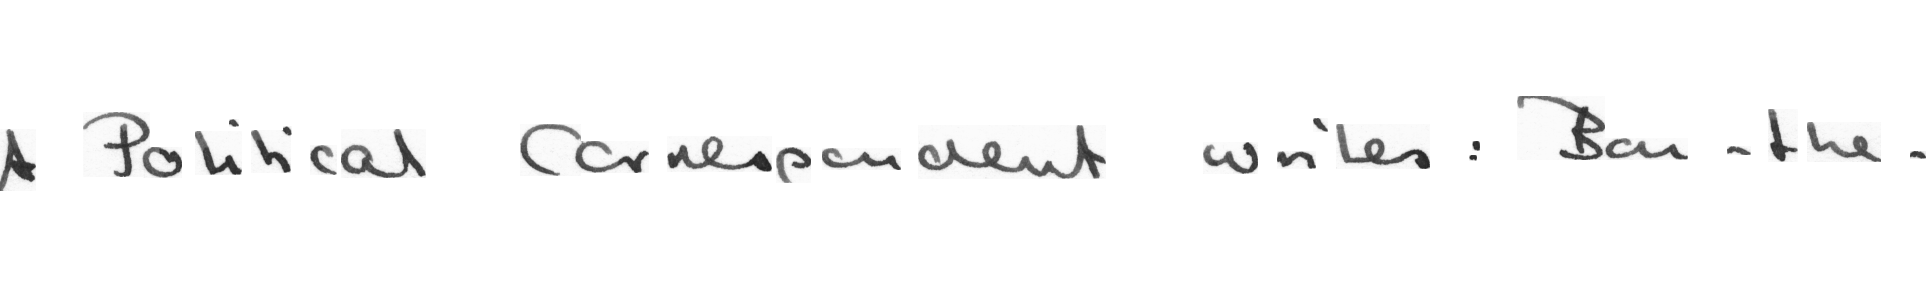 A Political Correspondent writes : Ban - the -